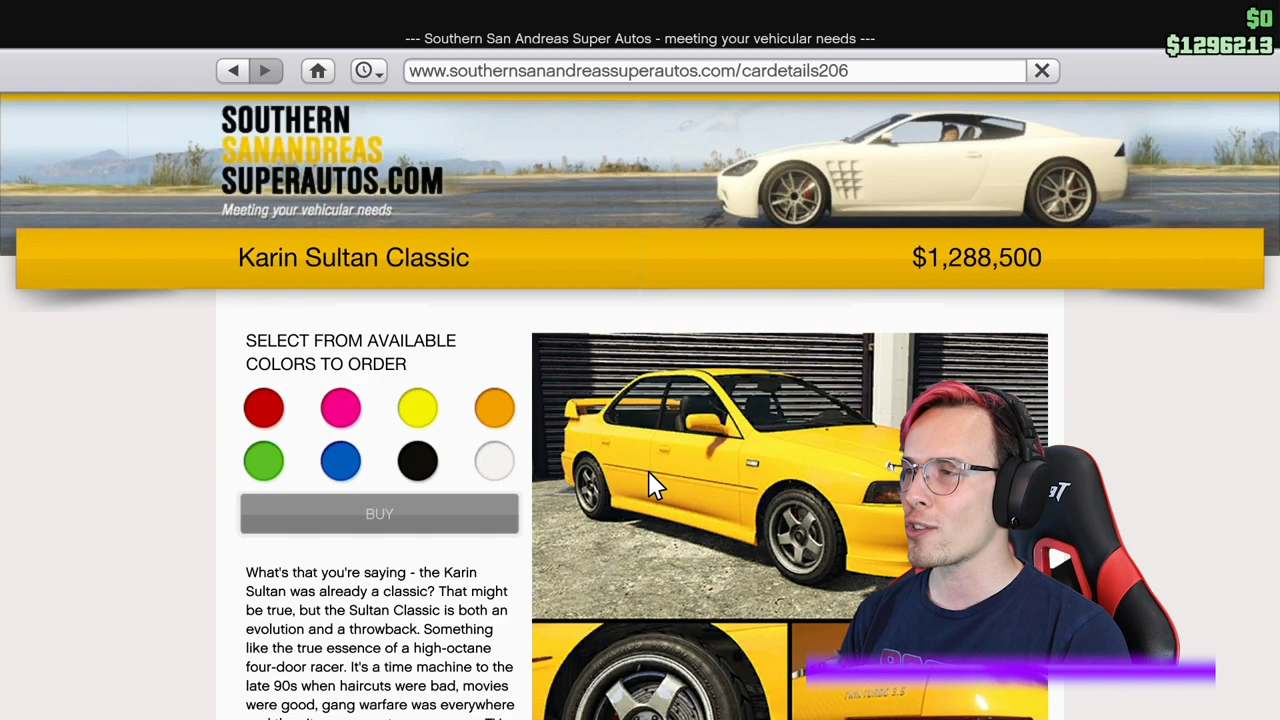 $0
--- Southern San Andreas Super Autos - meeting your vehicular needs ---
$1296213
www.southernsanandreassuperautos.com/cardetails206
SOUTHERN
SANANDREAS
SUPERAUTOS.COM
Meeting your vehicular needs
Karin Sultan Classic
$1,288,500
SELECT FROM AVAILABLE
COLORS TO ORDER
BUY
What's that you're saying - the Karin
Sultan was already a classic? That might
be true, but the Sultan Classic is both an
evolution and a throwback. Something
like the true essence of a high-octane
four-door racer. It's a time machine to the
late 90s when haircuts were bad, movies
were good, gang warfare was everywhere